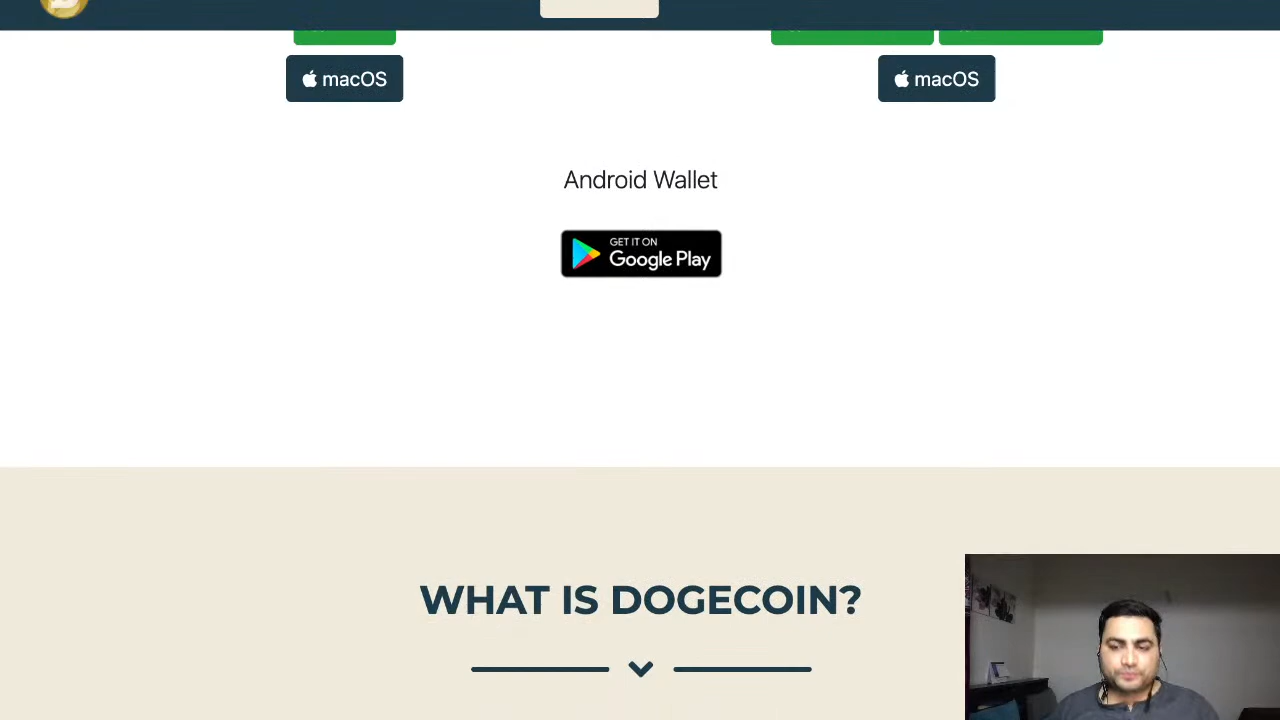 macOS
macOS
Android Wallet
GET IT ON
Google Play
WHAT IS DOGECOIN?